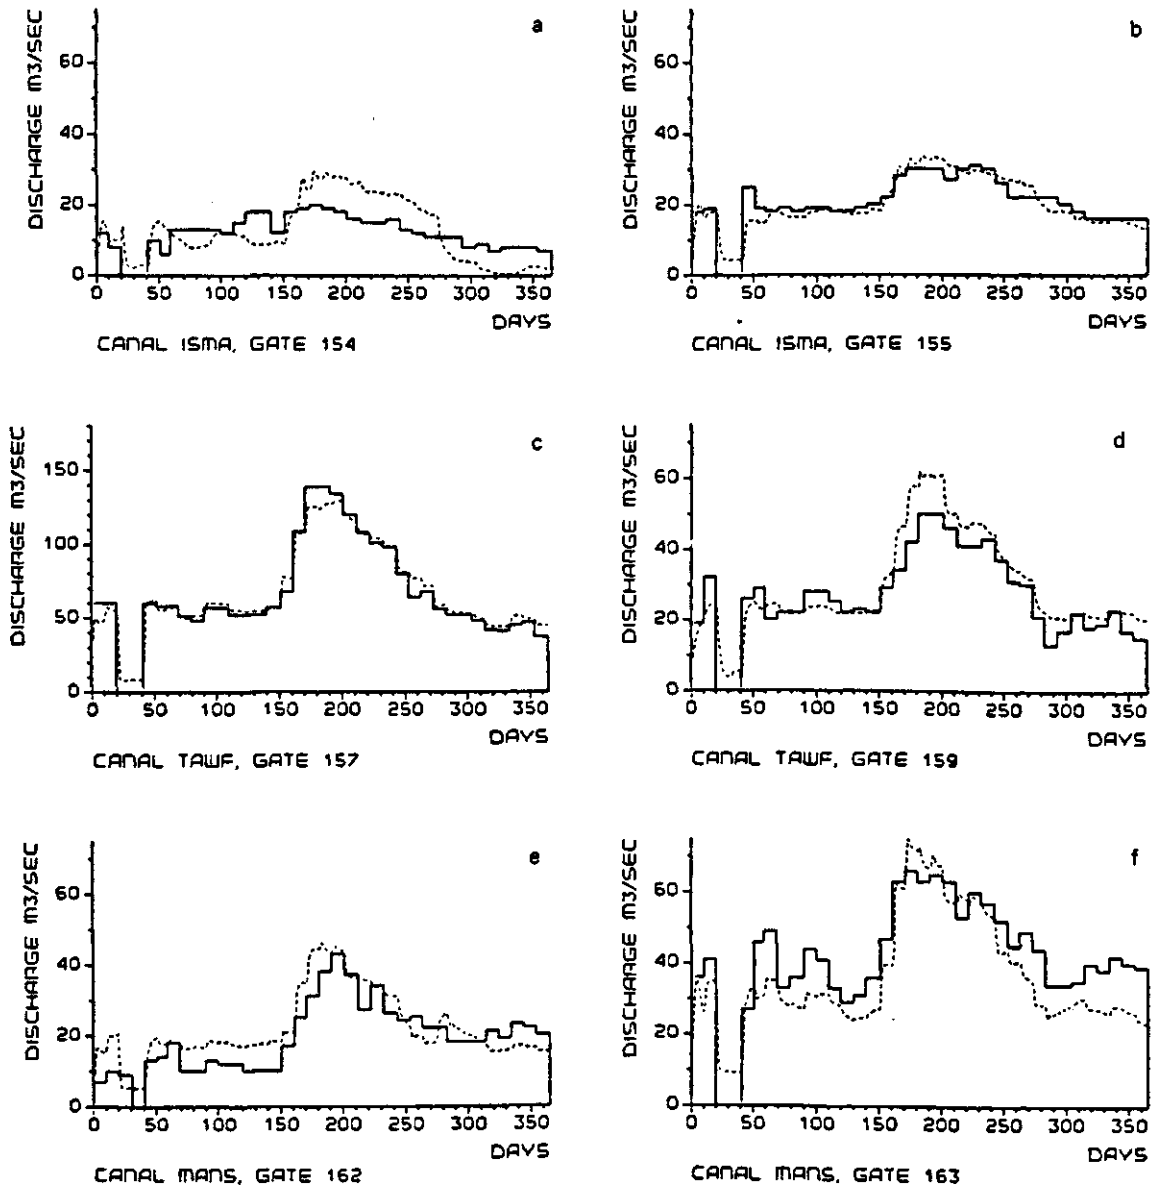 a
DISCHARGE M3/SEC
60
40
20
0
0 50 100 150 200 250 300 350
DAYS
CANAL ISMA, GATE 154
b
DISCHARGE M3/SEC
60
40
20
0
0 50 100 150 200 250 300 350
DAYS
CANAL ISMA, GATE 155
c
DISCHARGE M3/SEC
150
100
50
0
0 50 100 150 200 250 300 350
DAYS
CANAL TAWF, GATE 157
d
DISCHARGE M3/SEC
60
40
20
0
0 50 100 150 200 250 300 350
DAYS
CANAL TAWF, GATE 159
e
DISCHARGE M3/SEC
60
40
20
0
0 50 100 150 200 250 300 350
DAYS
CANAL MANS, GATE 162
f
DISCHARGE M3/SEC
60
40
20
0
0 50 100 150 200 250 300 350
DAYS
CANAL MANS, GATE 163